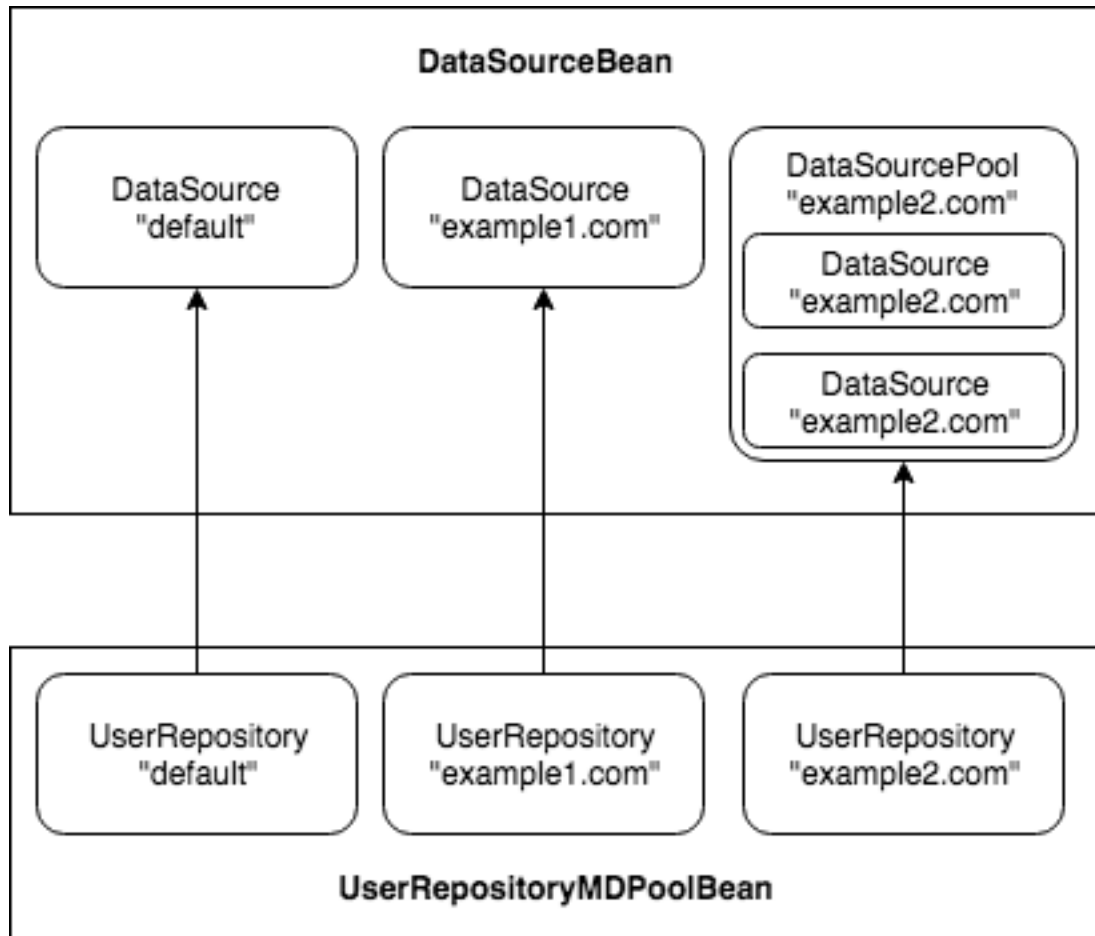 DataSourceBean
DataSource
"default"
DataSource
"example1.com"
DataSourcePool
"example2.com"
DataSource
"example2.com"
DataSource
"example2.com"
UserRepository
"default"
UserRepository
"example1.com"
UserRepository
"example2.com"
UserRepositoryMDPoolBean